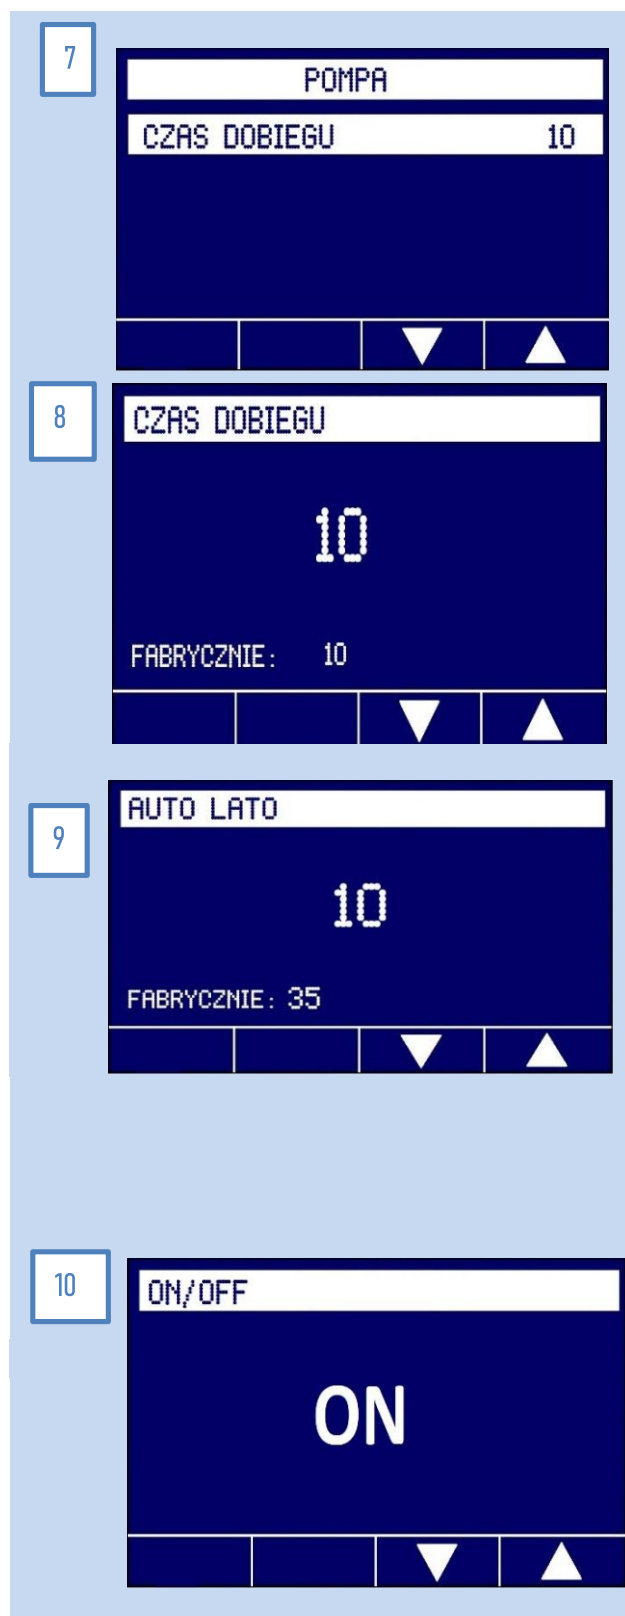 7
POMPA
CZAS DOBIEGU 10
8
CZAS DOBIEGU
10
FABRYCZNIE: 10
9
AUTO LATO
10
FABRYCZNIE: 35
10
ON/OFF
ON